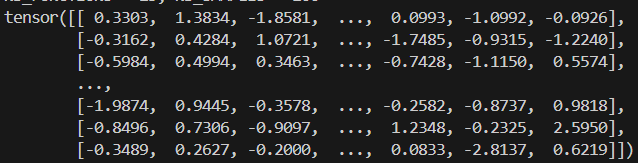 tensor([[ 0.3303, 1.3834, -1.8581, ..., 0.0993, -1.0992, -0.0926],
[-0.3162, 0.4284, 1.0721, ..., -1.7485, -0.9315, -1.2240],
[-0.5984, 0.4994, 0.3463, ..., -0.7428, -1.1150, 0.5574],
...,
[-1.9874, 0.9445, -0.3578, ..., -0.2582, -0.8737, 0.9818],
[-0.8496, 0.7306, -0.9097, ..., 1.2348, -0.2325, 2.5950],
[-0.3489, 0.2627, -0.2000, ..., 0.0833, -2.8137, 0.6219]])